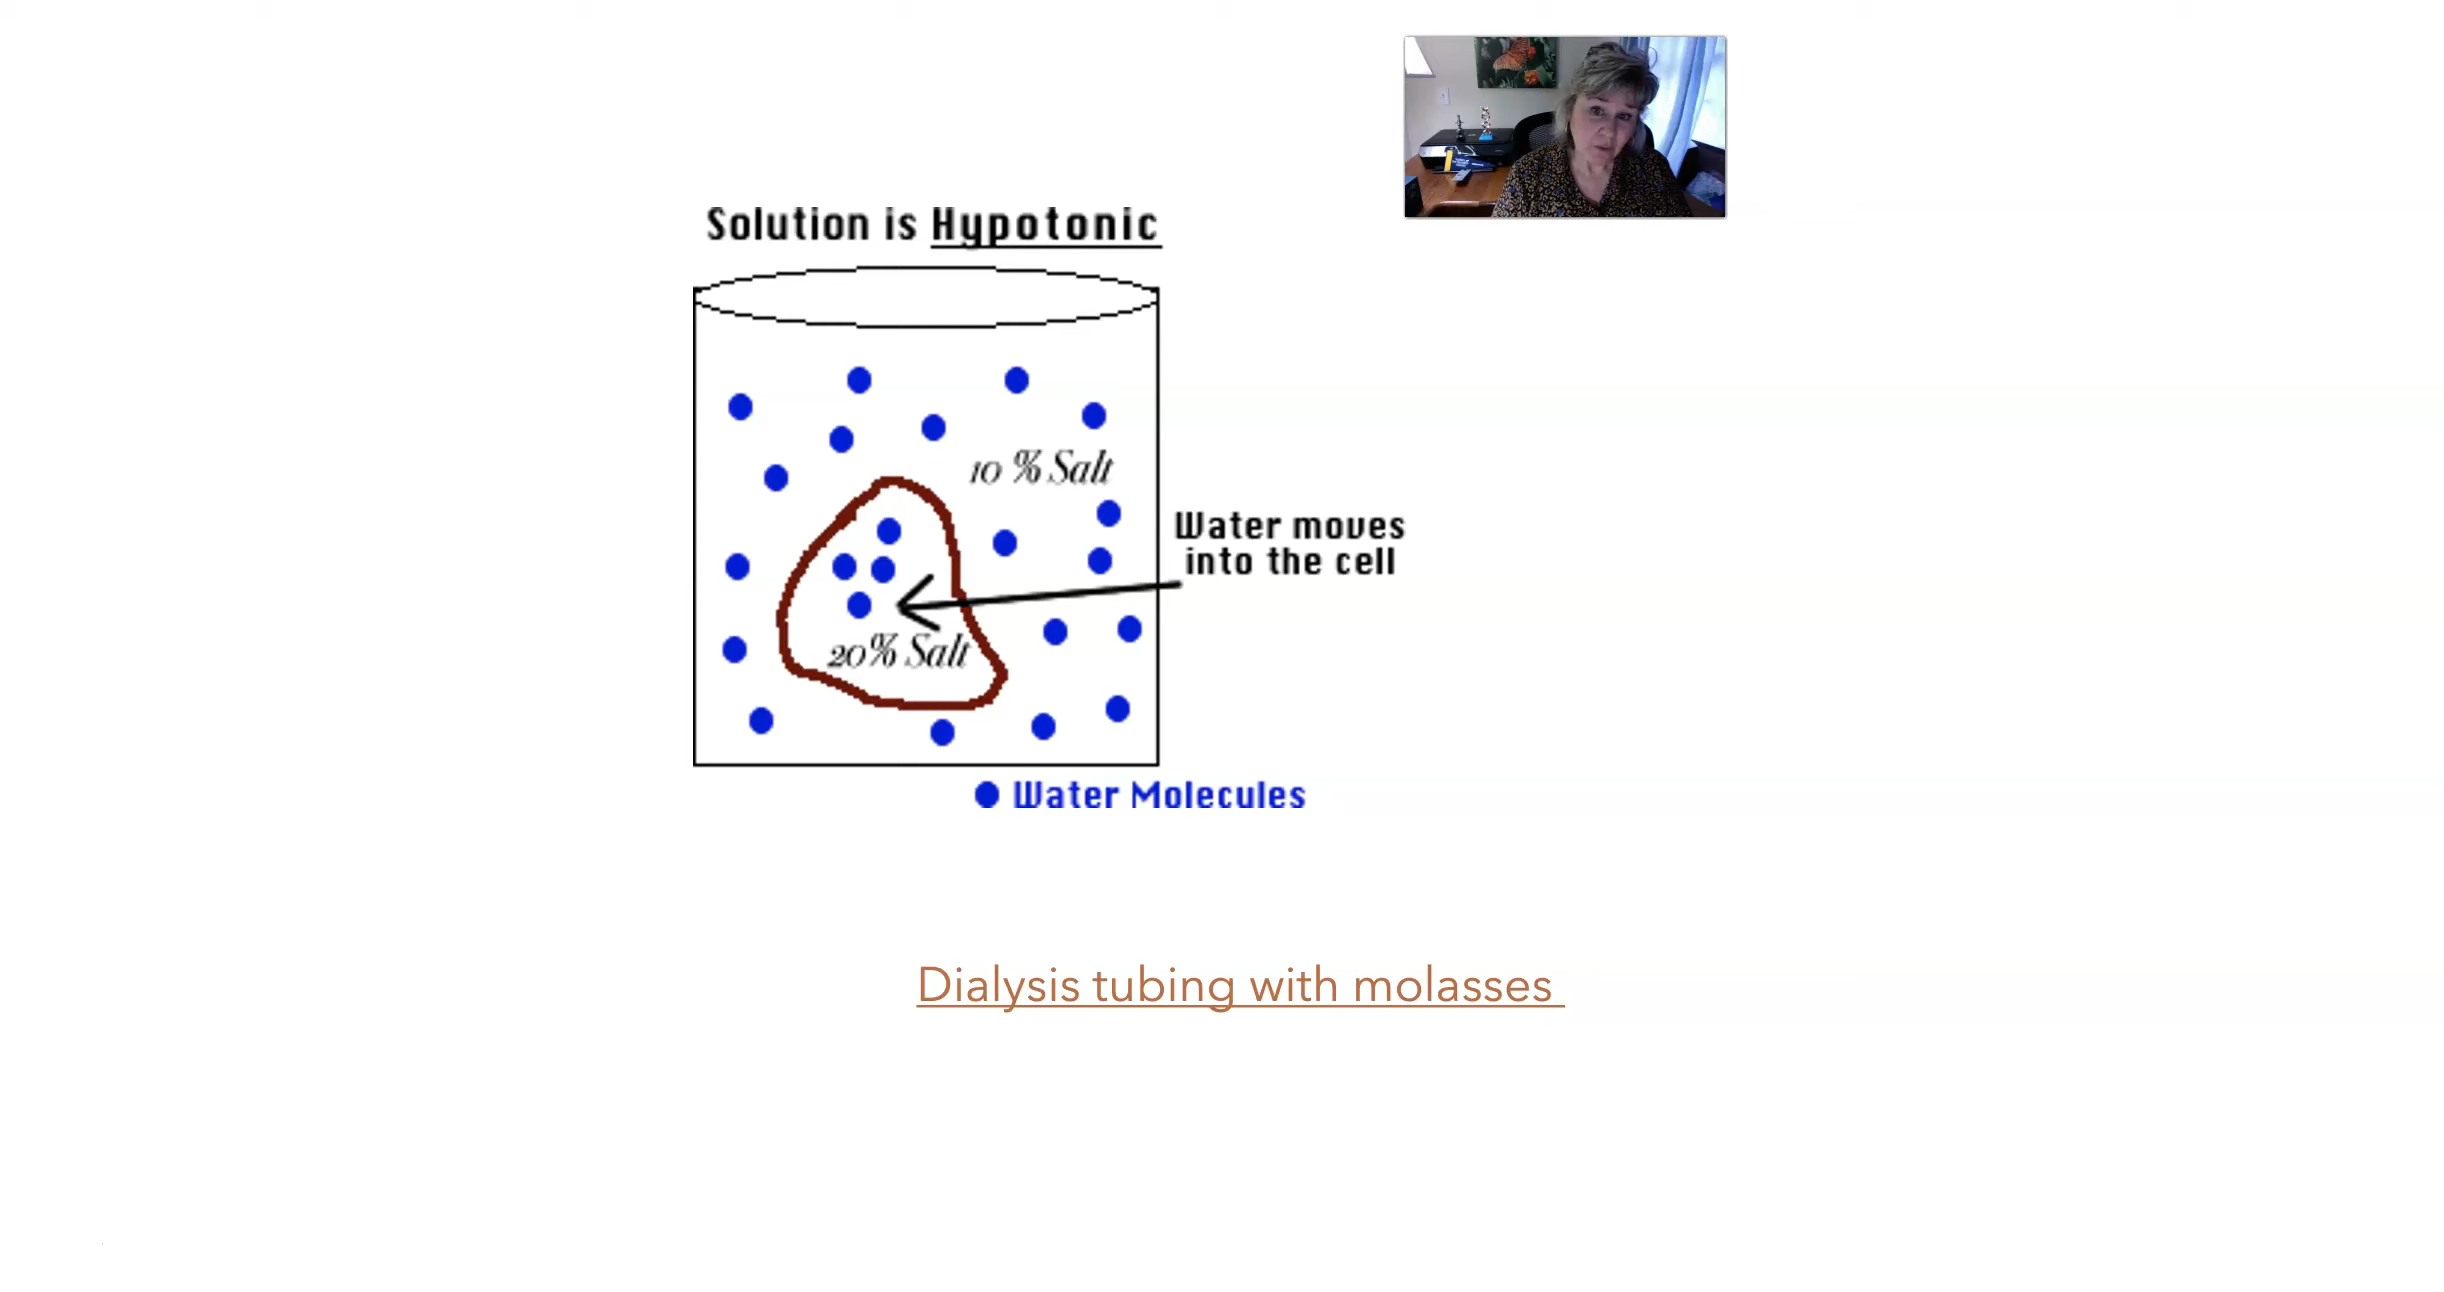 Solution is Hypotonic
10 % Salt
Water moves
into the cell
20% Salt
Water Molecules
Dialysis tubing with molasses